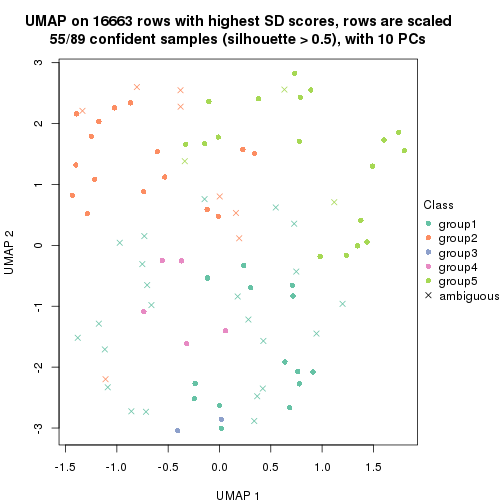 UMAP on 16663 rows with highest SD scores, rows are scaled
55/89 confident samples (silhouette > 0.5), with 10 PCs
3
2
1
0
-1
-2
-3
UMAP 2
-1.5 -1.0 -0.5 0.0 0.5 1.0 1.5
UMAP 1
Class
group1
group2
group3
group4
group5
ambiguous